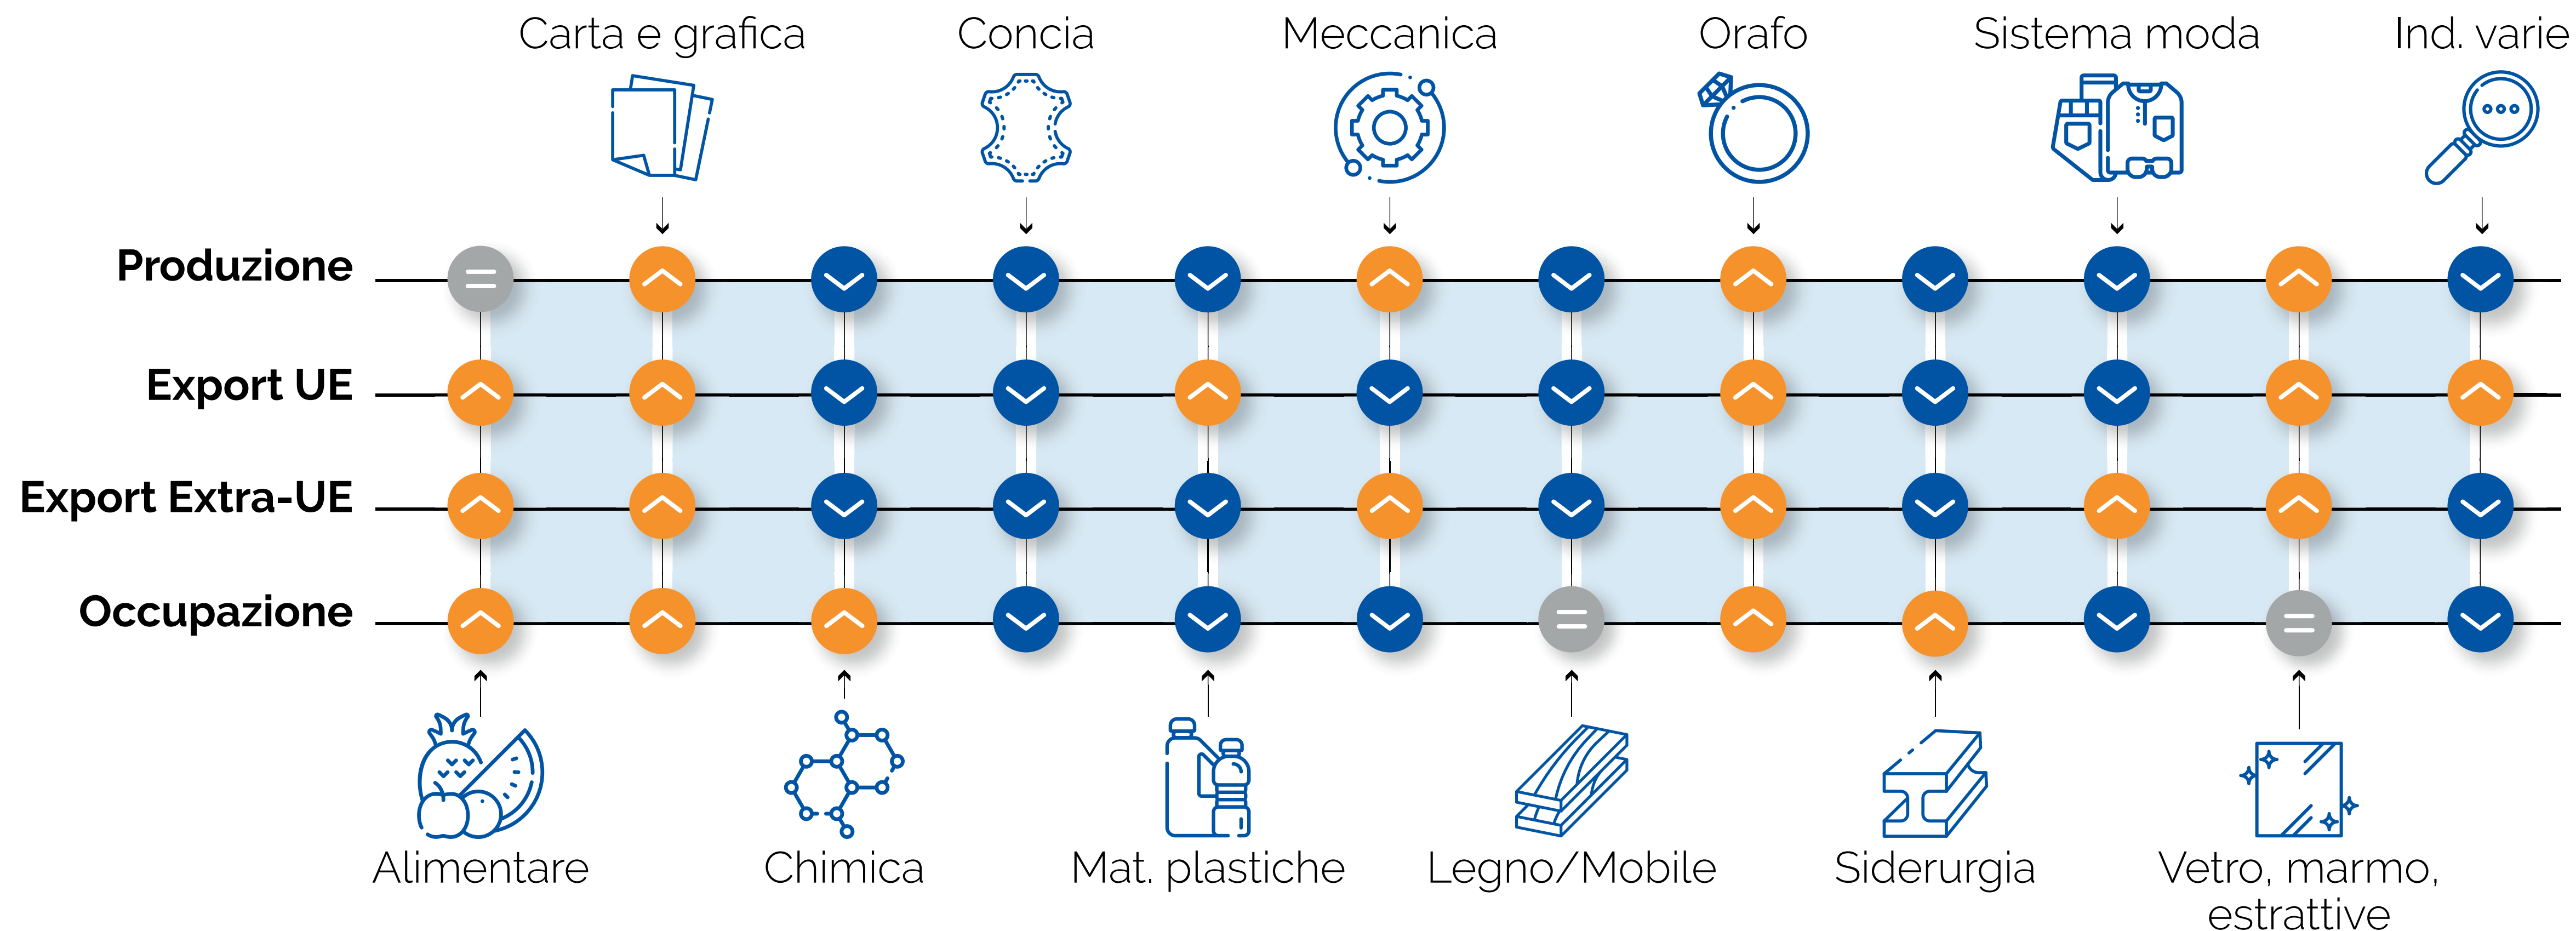 Carta e grafica
Concia
Meccanica
Orafo
Sistema moda
Ind. varie
Produzione
Export UE
Export Extra-UE
Occupazione
Alimentare
Chimica
Mat. plastiche
Legno/Mobile
Siderurgia
Vetro, marmo,
estrattive